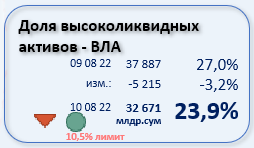 Доля высоколиквидных
активов - ВЛА
09 08 22 37 887 27,0%
изм.: -5 215 -3,2%
10 08 22 32 671 23,9%
млдр.сум
10,5% лимит